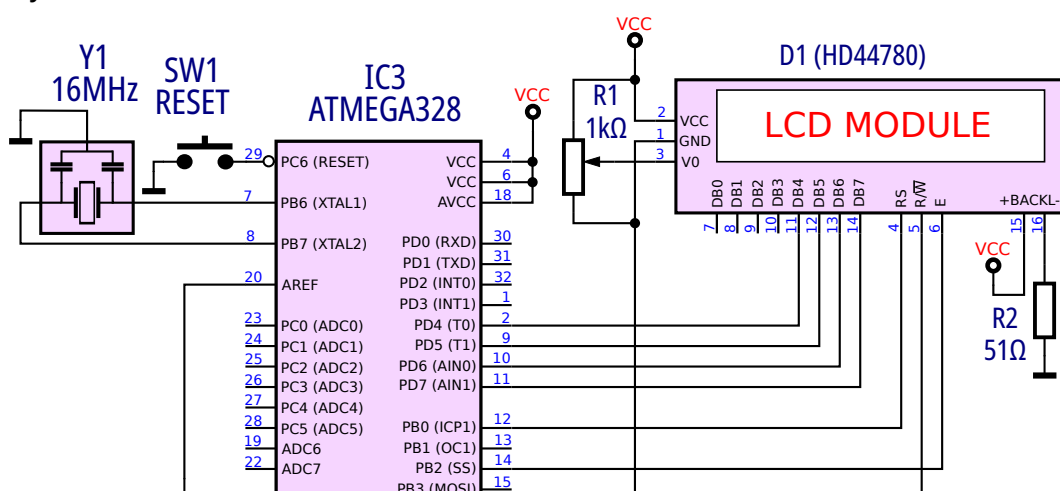 Y1
16MHz
SW1
RESET
IC3
ATMEGA328
VCC
VCC
R1
1kΩ
D1 (HD44780)
LCD MODULE
2 VCC
1 GND
3 V0
DB0 DB1 DB2 DB3 DB4 DB5 DB6 DB7 RS R/W E +BACKL-
7 8 9 10 11 12 13 14 4 5 6 15 16
VCC
R2
51Ω
29 PC6 (RESET)
7 PB6 (XTAL1)
8 PB7 (XTAL2)
20 AREF
23 PC0 (ADC0)
24 PC1 (ADC1)
25 PC2 (ADC2)
26 PC3 (ADC3)
27 PC4 (ADC4)
28 PC5 (ADC5)
19 ADC6
22 ADC7
VCC 4
VCC 6
AVCC 18
PD0 (RXD) 30
PD1 (TXD) 31
PD2 (INT0) 32
PD3 (INT1) 1
PD4 (T0) 2
PD5 (T1) 9
PD6 (AIN0) 10
PD7 (AIN1) 11
PB0 (ICP1) 12
PB1 (OC1) 13
PB2 (SS) 14
PB3 (MOSI) 15